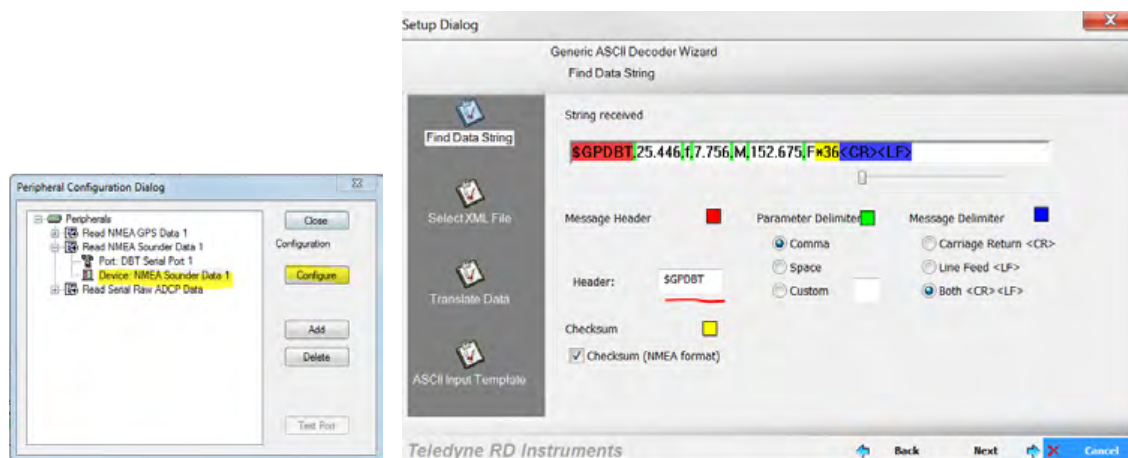 Peripheral Configuration Dialog
Peripherals
Read NMEA GPS Data 1
Read NMEA Sounder Data 1
Port: DBT Serial Port 1
Device: NMEA Sounder Data 1
Read Serial Raw ADCP Data
Close
Configuration
Configure
Add
Delete
Test Port
Setup Dialog
Generic ASCII Decoder Wizard
Find Data String
Find Data String
Select XML File
Translate Data
ASCII Input Template
String received
$GPDBT,25.446,f,7.756,M,152.675,F*36<CR><LF>
Message Header
Parameter Delimiter
Message Delimiter
Comma
Carriage Return <CR>
Space
Line Feed <LF>
Header:
$GPDBT
Custom
Both <CR><LF>
Checksum
Checksum (NMEA format)
Teledyne RD Instruments
Back
Next
Cancel